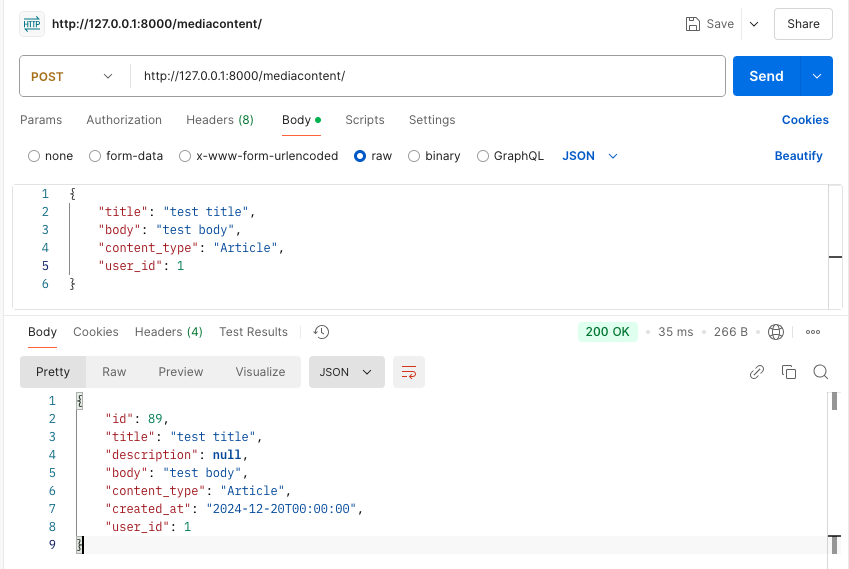 HTTP http://127.0.0.1:8000/mediacontent/ Save Share
POST http://127.0.0.1:8000/mediacontent/ Send
Params Authorization Headers (8) Body Scripts Settings Cookies
none form-data x-www-form-urlencoded raw binary GraphQL JSON Beautify
1 {
2 "title": "test title",
3 "body": "test body",
4 "content_type": "Article",
5 "user_id": 1
6 }
Body Cookies Headers (4) Test Results 200 OK • 35 ms • 266 B •
Pretty Raw Preview Visualize JSON
1 {
2 "id": 89,
3 "title": "test title",
4 "description": null,
5 "body": "test body",
6 "content_type": "Article",
7 "created_at": "2024-12-20T00:00:00",
8 "user_id": 1
9 }